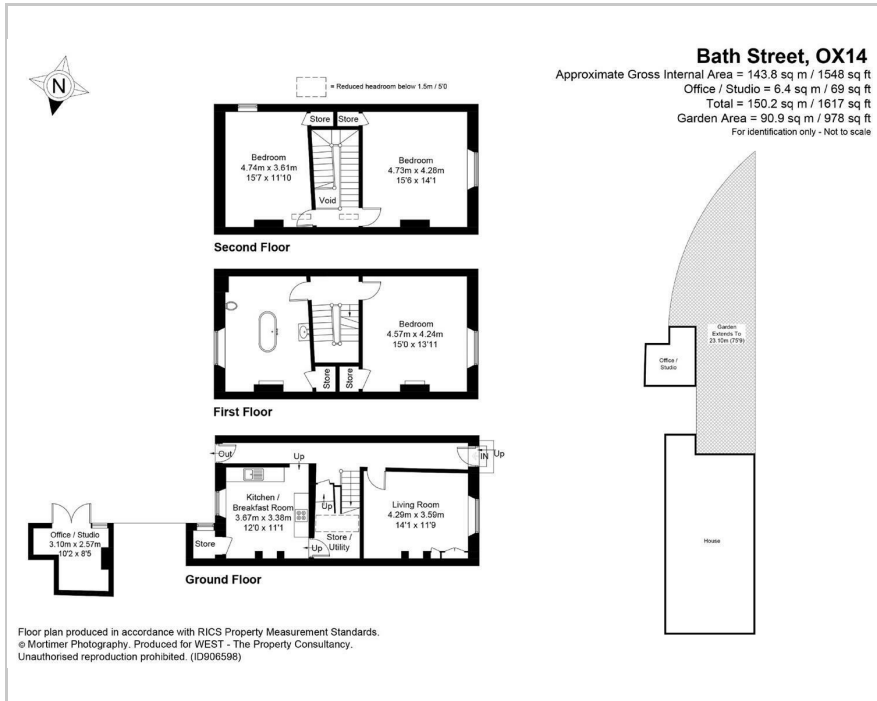 Bath Street, OX14
Approximate Gross Internal Area = 143.8 sq m / 1548 sq ft
Office / Studio = 6.4 sq m / 69 sq ft
Total = 150.2 sq m / 1617 sq ft
Garden Area = 90.9 sq m / 978 sq ft
For identification only - Not to scale
N
= Reduced headroom below 1.5m / 5'0
Store
Store
Bedroom
4.74m x 3.61m
15'7 x 11'10
Bedroom
4.73m x 4.28m
15'6 x 14'1
Void
Second Floor
Bedroom
4.57m x 4.24m
15'0 x 13'11
Store
Store
First Floor
Out
Up
IN
Up
Kitchen /
Breakfast Room
3.67m x 3.38m
12'0 x 11'1
Up
Living Room
4.29m x 3.59m
14'1 x 11'9
Store /
Utility
Up
Store
Office / Studio
3.10m x 2.57m
10'2 x 8'5
Ground Floor
Garden
Extends To
23.10m (75'9)
Office /
Studio
House
Floor plan produced in accordance with RICS Property Measurement Standards.
© Mortimer Photography. Produced for WEST - The Property Consultancy.
Unauthorised reproduction prohibited. (ID906598)